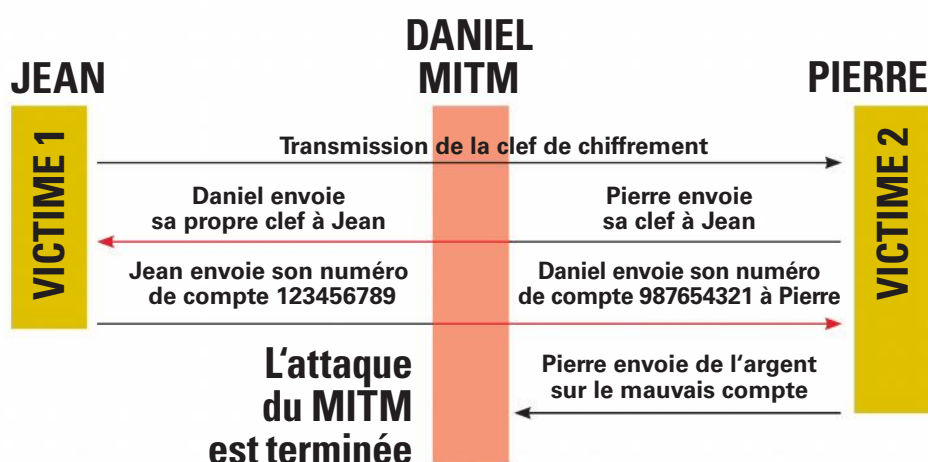 DANIEL
MITM
JEAN
PIERRE
VICTIME 1
VICTIME 2
Transmission de la clef de chiffrement
Daniel envoie
sa propre clef à Jean
Pierre envoie
sa clef à Jean
Jean envoie son numéro
de compte 123456789
Daniel envoie son numéro
de compte 987654321 à Pierre
L‘attaque
du MITM
est terminée
Pierre envoie de l‘argent
sur le mauvais compte